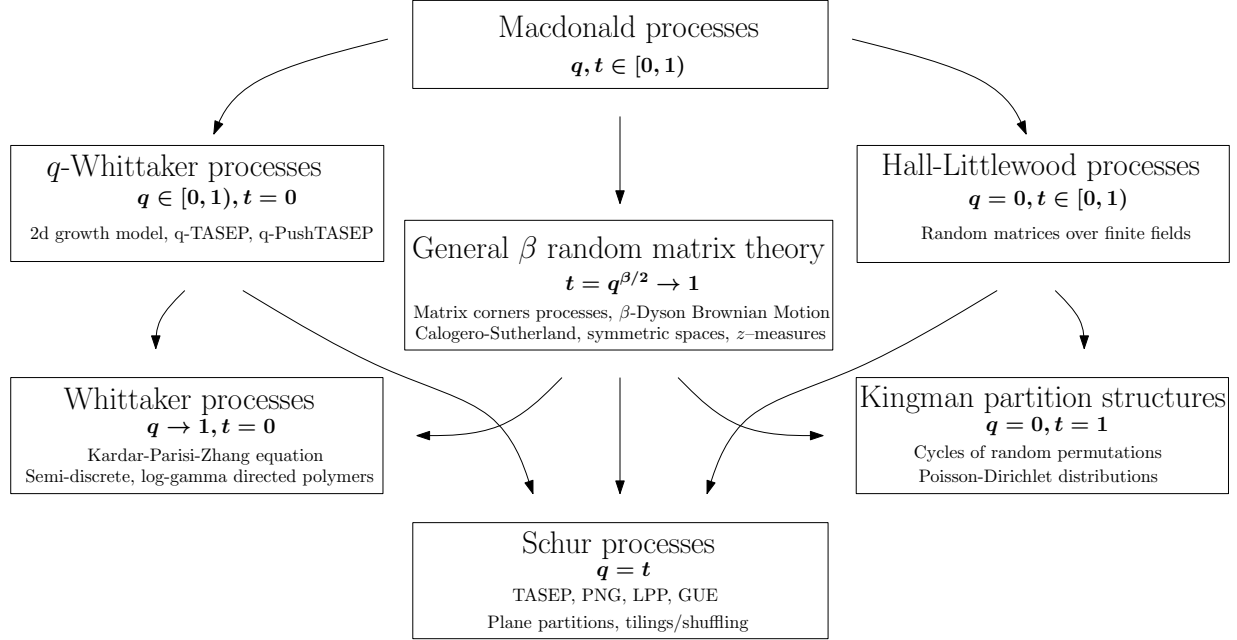 Macdonald processes
q, t ∈ [0, 1)
q-Whittaker processes
q ∈ [0, 1), t = 0
2d growth model, q-TASEP, q-PushTASEP
General β random matrix theory
t = q^{β/2} → 1
Matrix corners processes, β-Dyson Brownian Motion
Calogero-Sutherland, symmetric spaces, z–measures
Hall-Littlewood processes
q = 0, t ∈ [0, 1)
Random matrices over finite fields
Whittaker processes
q → 1, t = 0
Kardar-Parisi-Zhang equation
Semi-discrete, log-gamma directed polymers
Kingman partition structures
q = 0, t = 1
Cycles of random permutations
Poisson-Dirichlet distributions
Schur processes
q = t
TASEP, PNG, LPP, GUE
Plane partitions, tilings/shuffling